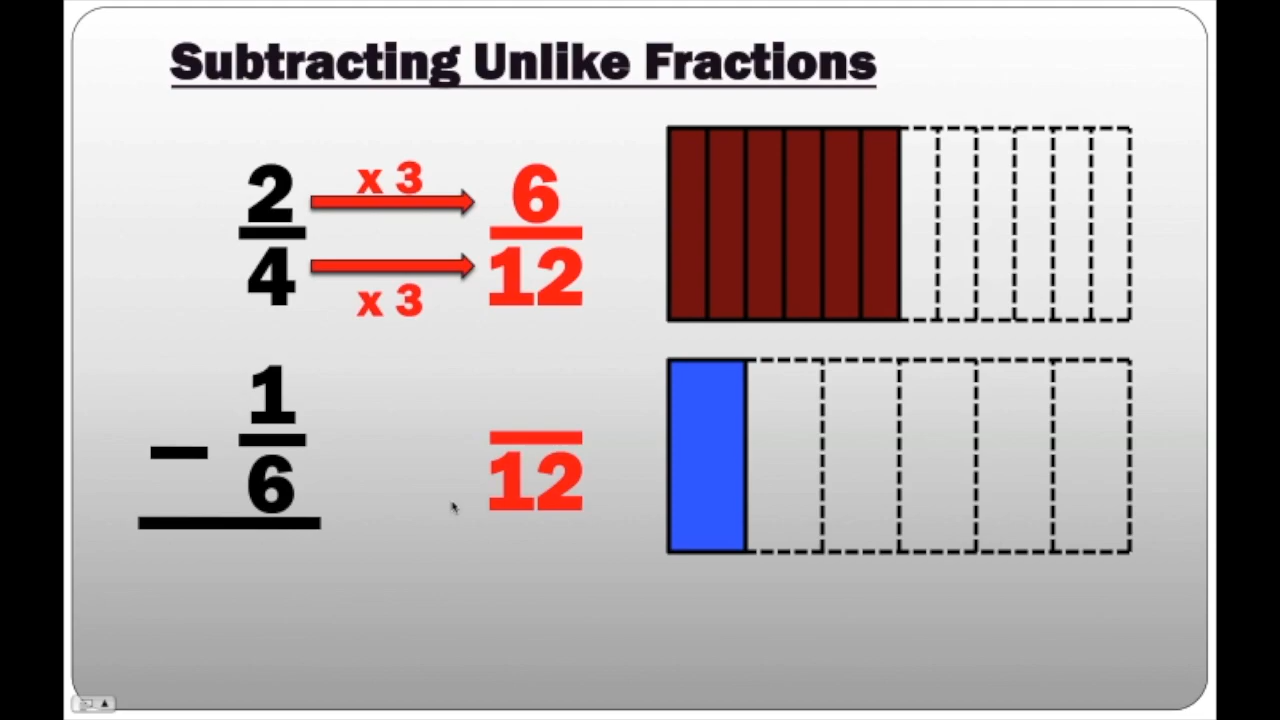 Subtracting Unlike Fractions
2 x 3 6
4 x 3 12
1
− 6 12